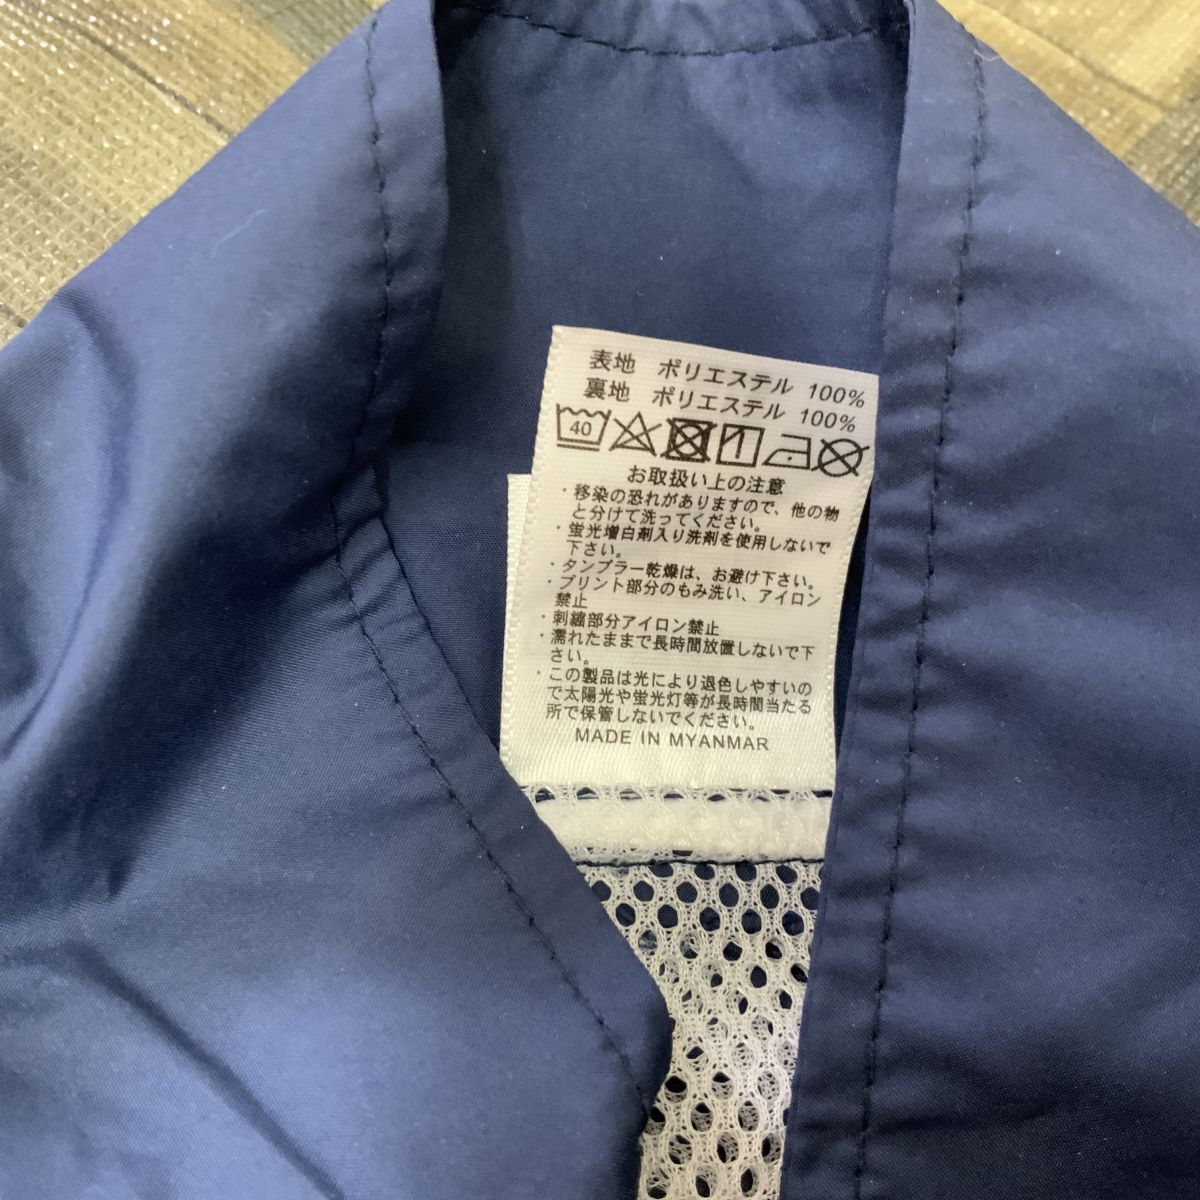 表地 ポリエステル 100%
裏地 ポリエステル 100%
40
お取扱い上の注意
・移染の恐れがありますので、他の物
と分けて洗ってください。
・蛍光増白剤入り洗剤を使用しないで
下さい。
・タンブラー乾燥は、お避け下さい。
・プリント部分のもみ洗い、アイロン
禁止
・刺繍部分アイロン禁止
・濡れたままで長時間放置しないで下
さい。
・この製品は光により退色しやすいの
で太陽光や蛍光灯等が長時間当たる
所で保管しないでください。
MADE IN MYANMAR